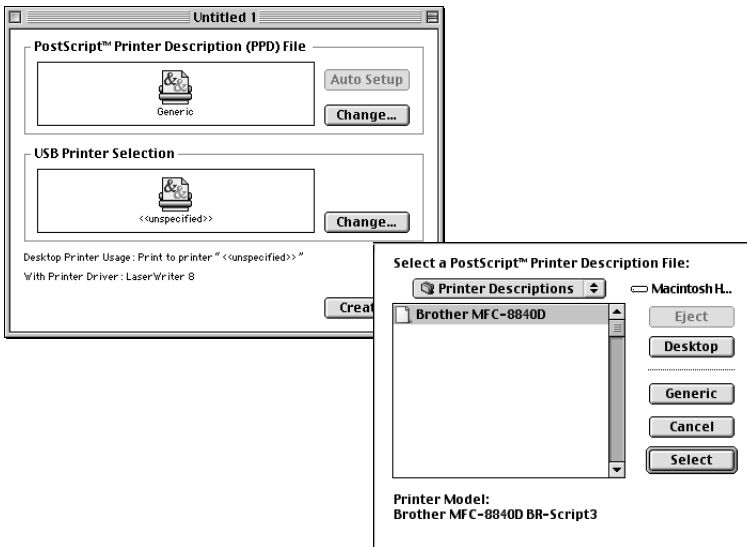 Untitled 1
PostScript™ Printer Description (PPD) File
Generic
Auto Setup
Change...
USB Printer Selection
<<unspecified>>
Change...
Desktop Printer Usage : Print to printer “ <<unspecified>> ”
With Printer Driver : LaserWriter 8
Creat
Select a PostScript™ Printer Description File:
Printer Descriptions
Macintosh H...
Brother MFC-8840D
Eject
Desktop
Generic
Cancel
Select
Printer Model:
Brother MFC-8840D BR-Script3